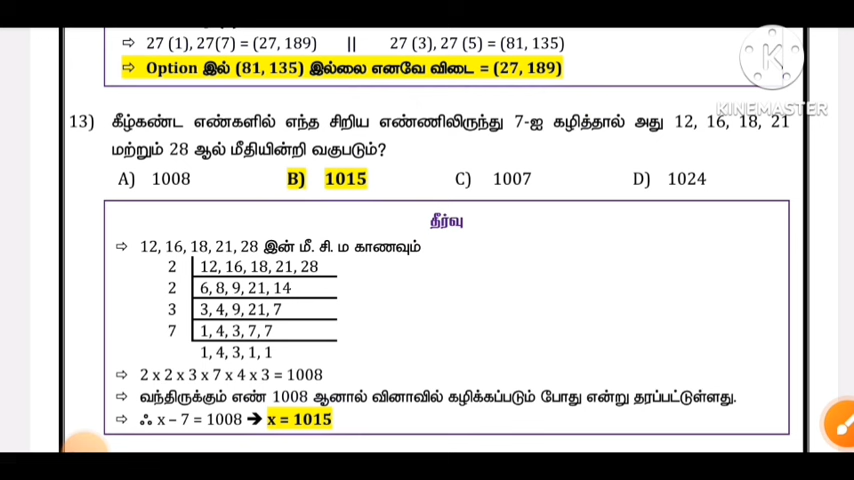 ⇨ 27 (1), 27(7) = (27, 189) || 27 (3), 27 (5) = (81, 135)
⇨ Option இல் (81, 135) இல்லை எனவே விடை = (27, 189)
K
KINEMASTER
13) கீழ்கண்ட எண்களில் எந்த சிறிய எண்ணிலிருந்து 7-ஐ கழித்தால் அது 12, 16, 18, 21
மற்றும் 28 ஆல் மீதியின்றி வகுபடும்?
A) 1008 B) 1015 C) 1007 D) 1024
தீர்வு
⇨ 12, 16, 18, 21, 28 இன் மீ. சி. ம காணவும்
2 12, 16, 18, 21, 28
2 6, 8, 9, 21, 14
3 3, 4, 9, 21, 7
7 1, 4, 3, 7, 7
1, 4, 3, 1, 1
⇨ 2 x 2 x 3 x 7 x 4 x 3 = 1008
⇨ வந்திருக்கும் எண் 1008 ஆனால் வினாவில் கழிக்கப்படும் போது என்று தரப்பட்டுள்ளது.
⇨ ஃ x – 7 = 1008 ➔ x = 1015